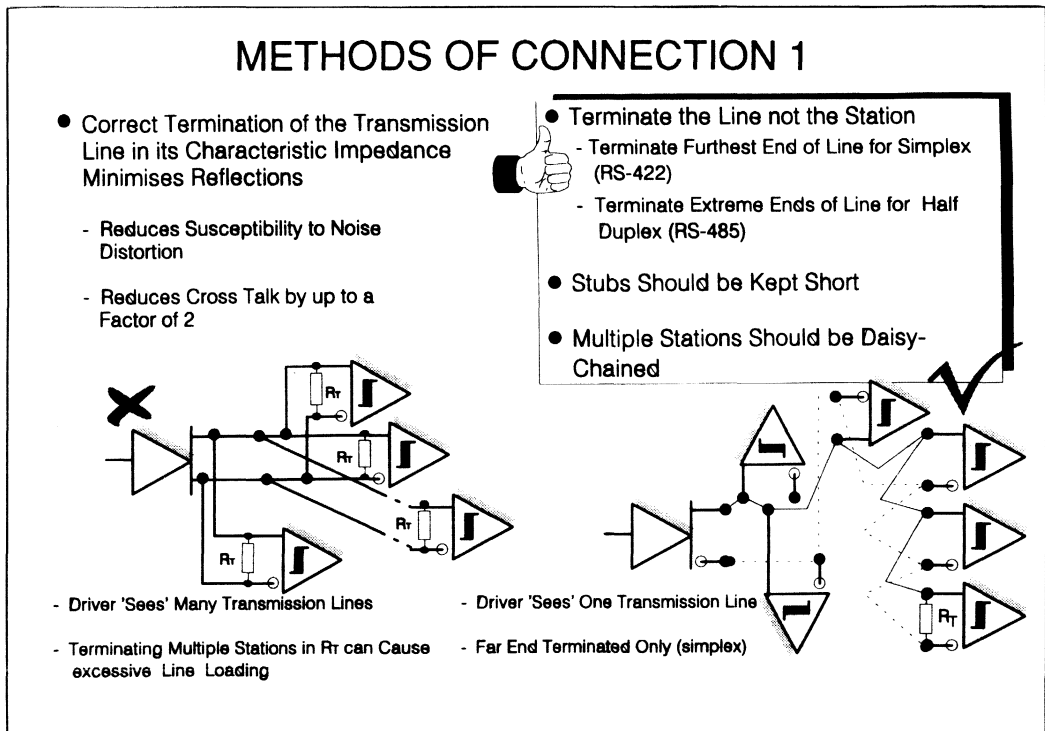 METHODS OF CONNECTION 1
● Correct Termination of the Transmission
Line in its Characteristic Impedance
Minimises Reflections
- Reduces Susceptibility to Noise
Distortion
- Reduces Cross Talk by up to a
Factor of 2
● Terminate the Line not the Station
- Terminate Furthest End of Line for Simplex
(RS-422)
- Terminate Extreme Ends of Line for Half
Duplex (RS-485)
● Stubs Should be Kept Short
● Multiple Stations Should be Daisy-
Chained
RT
RT
RT
RT
- Driver 'Sees' Many Transmission Lines
- Terminating Multiple Stations in RT can Cause
excessive Line Loading
RT
- Driver 'Sees' One Transmission Line
- Far End Terminated Only (simplex)